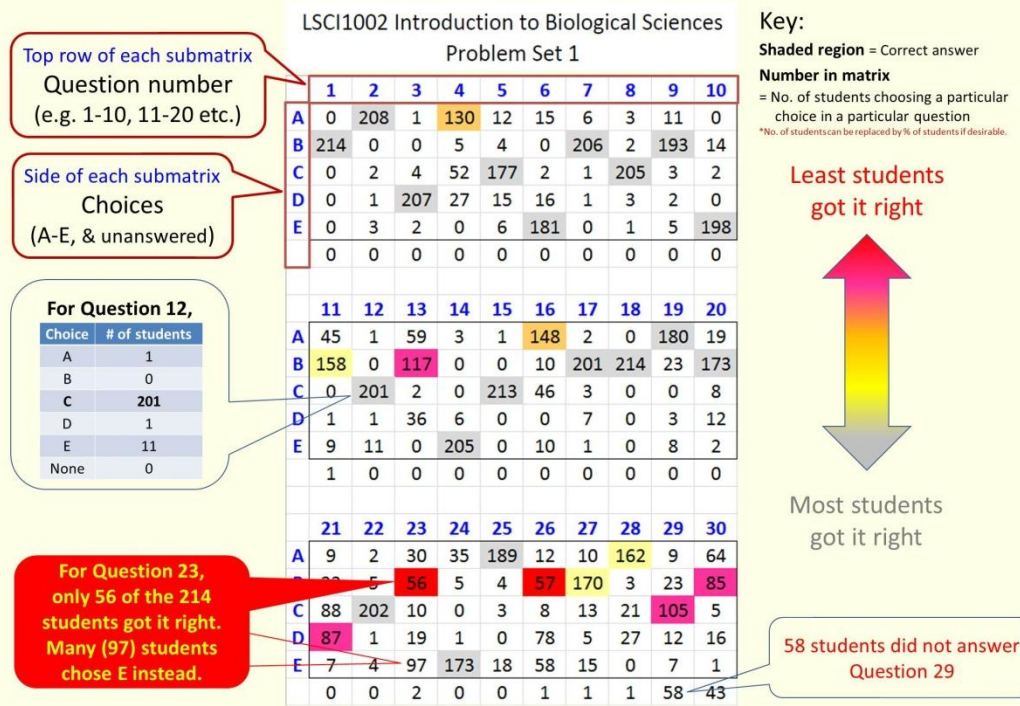 LSCI1002 Introduction to Biological Sciences
Problem Set 1
Top row of each submatrix
Question number
(e.g. 1-10, 11-20 etc.)
Side of each submatrix
Choices
(A-E, & unanswered)
1 2 3 4 5 6 7 8 9 10
A 0 208 1 130 12 15 6 3 11 0
B 214 0 0 5 4 0 206 2 193 14
C 0 2 4 52 177 2 1 205 3 2
D 0 1 207 27 15 16 1 3 2 0
E 0 3 2 0 6 181 0 1 5 198
0 0 0 0 0 0 0 0 0 0
For Question 12,
Choice # of students
A 1
B 0
C 201
D 1
E 11
None 0
11 12 13 14 15 16 17 18 19 20
A 45 1 59 3 1 148 2 0 180 19
B 158 0 117 0 0 10 201 214 23 173
C 0 201 2 0 213 46 3 0 0 8
D 1 1 36 6 0 0 7 0 3 12
E 9 11 0 205 0 10 1 0 8 2
1 0 0 0 0 0 0 0 0 0
21 22 23 24 25 26 27 28 29 30
A 9 2 30 35 189 12 10 162 9 64
56 5 4 57 170 3 23 85
C 88 202 10 0 3 8 13 21 105 5
D 87 1 19 1 0 78 5 27 12 16
E 7 4 97 173 18 58 15 0 7 1
0 0 2 0 0 1 1 1 58 43
For Question 23,
only 56 of the 214
students got it right.
Many (97) students
chose E instead.
Key:
Shaded region = Correct answer
Number in matrix
= No. of students choosing a particular
choice in a particular question
*No. of students can be replaced by % of students if desirable.
Least students
got it right
Most students
got it right
58 students did not answer
Question 29